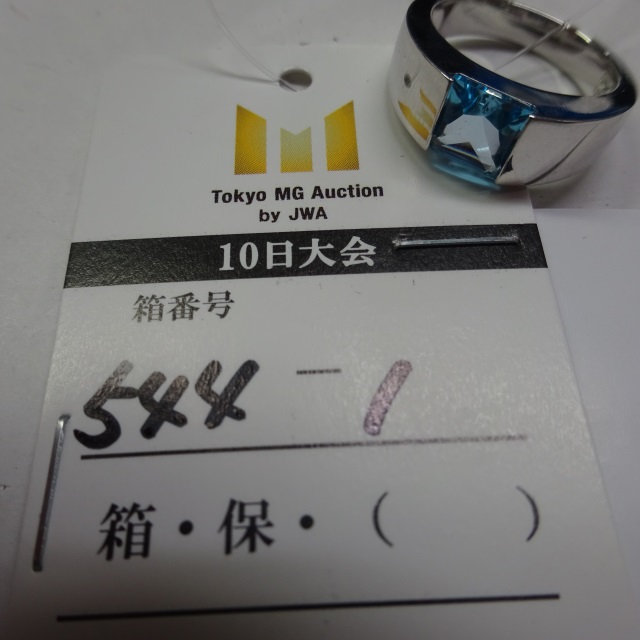 Tokyo MG Auction
by JWA
10日大会
箱番号
544 - 1
箱・保・(　　)